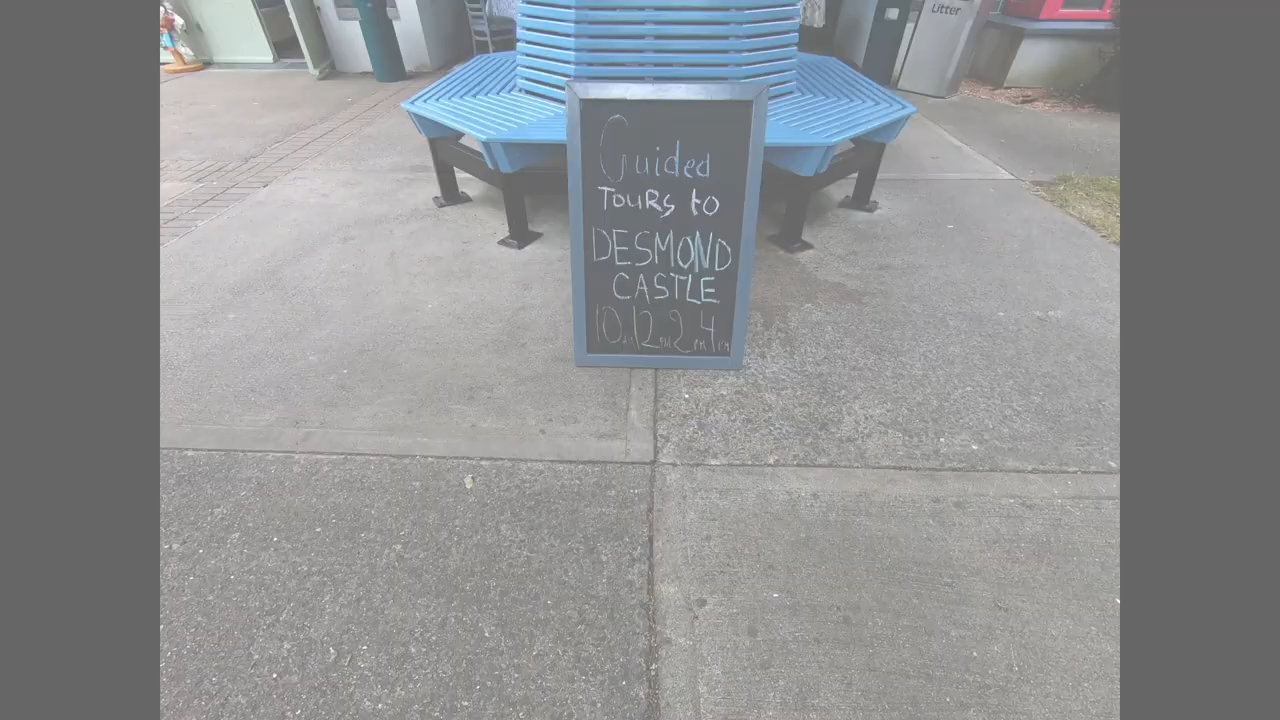 Litter
Guided
TOURS to
DESMOND
CASTLE
10AM 12PM 2PM 4PM